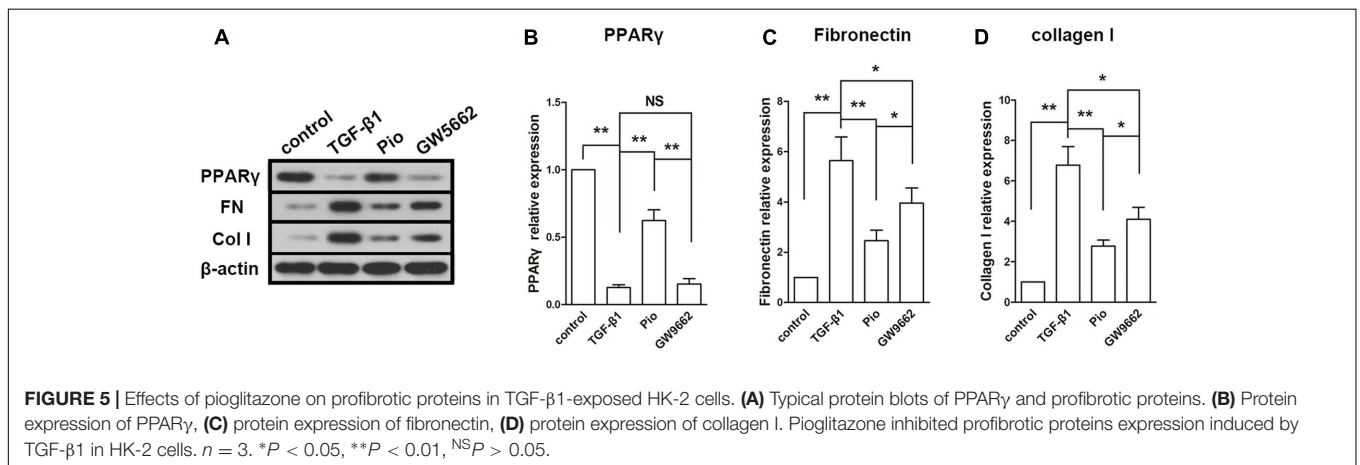 A
control TGF-β1 Pio GW5662
PPARγ
FN
Col I
β-actin
B
PPARγ
PPARγ relative expression
1.5
1.0
0.5
0.0
** ** NS **
control TGF-β1 Pio GW9662
C
Fibronectin
Fibronectin relative expression
8
6
4
2
0
** ** * *
control TGF-β1 Pio GW9662
D
collagen I
Collagen I relative expression
10
8
6
4
2
0
** ** * *
control TGF-β1 Pio GW9662
FIGURE 5 | Effects of pioglitazone on profibrotic proteins in TGF-β1-exposed HK-2 cells. (A) Typical protein blots of PPARγ and profibrotic proteins. (B) Protein
expression of PPARγ, (C) protein expression of fibronectin, (D) protein expression of collagen I. Pioglitazone inhibited profibrotic proteins expression induced by
TGF-β1 in HK-2 cells. n = 3. *P < 0.05, **P < 0.01, NSP > 0.05.